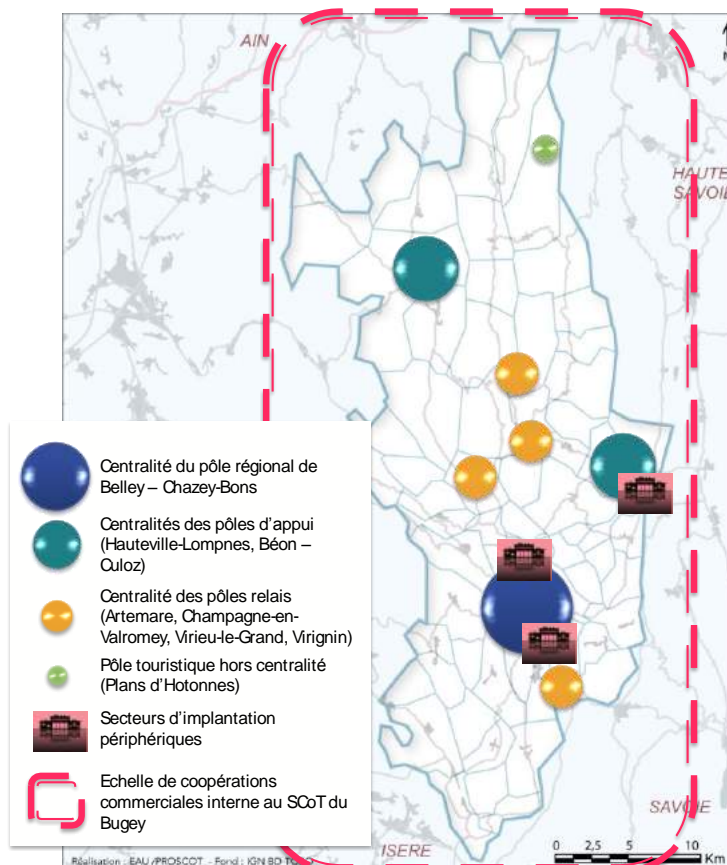 AIN
N
HAUTE
SAVOIE
Centralité du pôle régional de
Belley – Chazey-Bons
Centralités des pôles d'appui
(Hauteville-Lompnes, Béon –
Culoz)
Centralité des pôles relais
(Artemare, Champagne-en-
Valromey, Virieu-le-Grand, Virignin)
Pôle touristique hors centralité
(Plans d'Hotonnes)
Secteurs d'implantation
périphériques
Echelle de coopérations
commerciales interne au SCoT du
Bugey
SAVOIE
ISERE
0 2,5 5 10
Km
Réalisation : EAU /PROSCOT - Fond : IGN BD TOPO